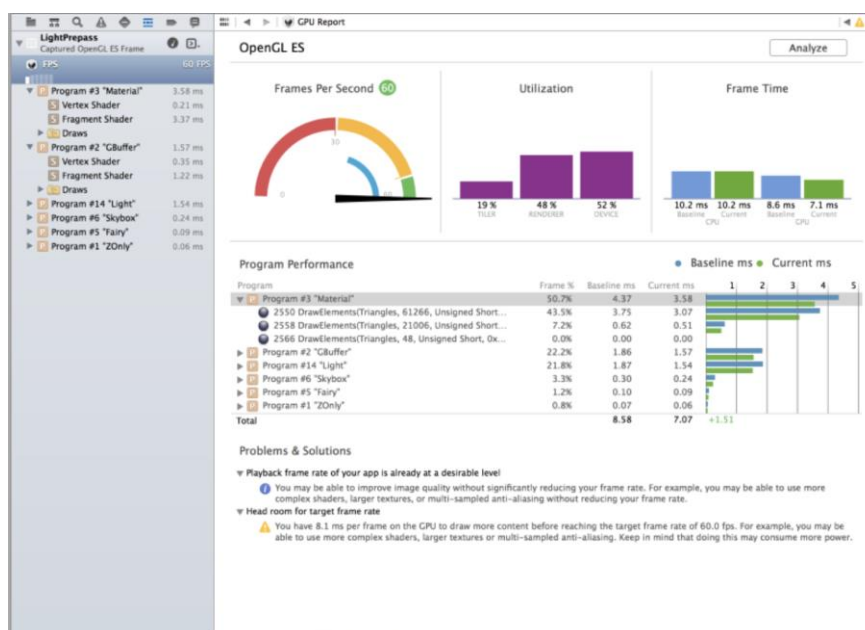 GPU Report
LightPrepass
Captured OpenGL ES Frame
FPS 60 FPS
Program #3 "Material" 3.58 ms
Vertex Shader 0.21 ms
Fragment Shader 3.37 ms
Draws
Program #2 "GBuffer" 1.57 ms
Vertex Shader 0.35 ms
Fragment Shader 1.22 ms
Draws
Program #14 "Light" 1.54 ms
Program #6 "Skybox" 0.24 ms
Program #5 "Fairy" 0.09 ms
Program #1 "ZOnly" 0.06 ms
OpenGL ES
Analyze
Frames Per Second 60
30
0
60
Utilization
19 % 48 % 52 %
TILER RENDERER DEVICE
Frame Time
10.2 ms 10.2 ms 8.6 ms 7.1 ms
Baseline Current Baseline Current
CPU GPU
Program Performance
Baseline ms Current ms
Program Frame % Baseline ms Current ms 1 2 3 4 5
Program #3 "Material" 50.7% 4.37 3.58
2550 DrawElements(Triangles, 61266, Unsigned Short... 43.5% 3.75 3.07
2558 DrawElements(Triangles, 21006, Unsigned Short... 7.2% 0.62 0.51
2566 DrawElements(Triangles, 48, Unsigned Short, 0x... 0.0% 0.00 0.00
Program #2 "GBuffer" 22.2% 1.86 1.57
Program #14 "Light" 21.8% 1.87 1.54
Program #6 "Skybox" 3.3% 0.30 0.24
Program #5 "Fairy" 1.2% 0.10 0.09
Program #1 "ZOnly" 0.8% 0.07 0.06
Total 8.58 7.07 +1.51
Problems & Solutions
Playback frame rate of your app is already at a desirable level
You may be able to improve image quality without significantly reducing your frame rate. For example, you may be able to use more
complex shaders, larger textures, or multi-sampled anti-aliasing without reducing your frame rate.
Head room for target frame rate
You have 8.1 ms per frame on the GPU to draw more content before reaching the target frame rate of 60.0 fps. For example, you may be
able to use more complex shaders, larger textures or multi-sampled anti-aliasing. Keep in mind that doing this may consume more power.